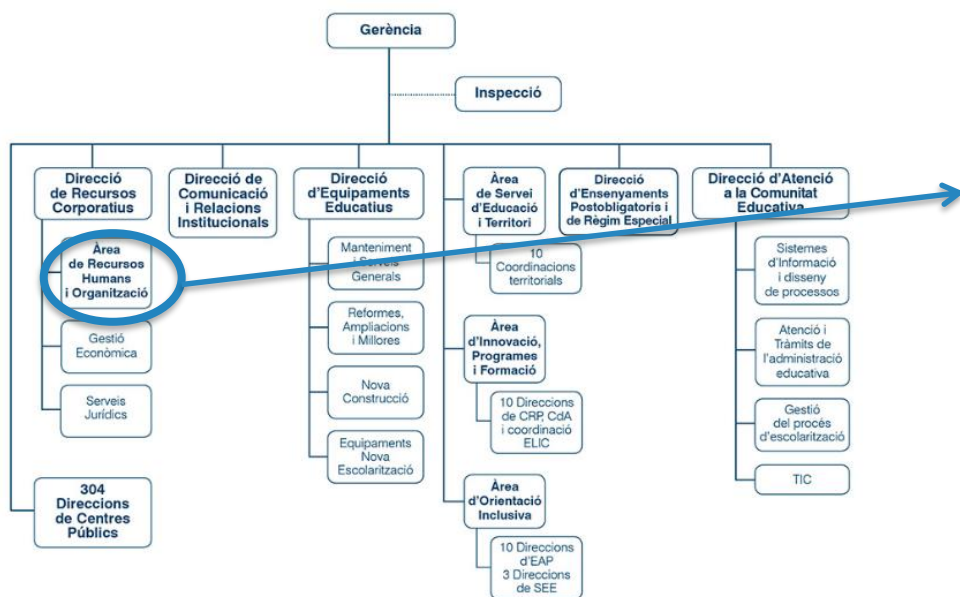 Gerència
Inspecció
Direcció
de Recursos
Corporatius
Àrea
de Recursos
Humans
i Organització
Gestió
Econòmica
Serveis
Jurídics
304
Direccions
de Centres
Públics
Direcció de
Comunicació
i Relacions
Institucionals
Direcció
d'Equipaments
Educatius
Manteniment
i Serveis
Generals
Reformes,
Ampliacions
i Millores
Nova
Construcció
Equipaments
Nova
Escolarització
Àrea
de Servei
d'Educació
i Territori
10
Coordinacions
territorials
Àrea
d'Innovació,
Programes
i Formació
10 Direccions
de CRP, CdA
i coordinació
ELIC
Àrea
d'Orientació
Inclusiva
10 Direccions
d'EAP
3 Direccions
de SEE
Direcció
d'Ensenyaments
Postobligatoris i
de Règim Especial
Direcció d'Atenció
a la Comunitat
Educativa
Sistemes
d'Informació
i disseny
de processos
Atenció i
Tràmits de
l'administració
educativa
Gestió
del procés
d'escolarització
TIC